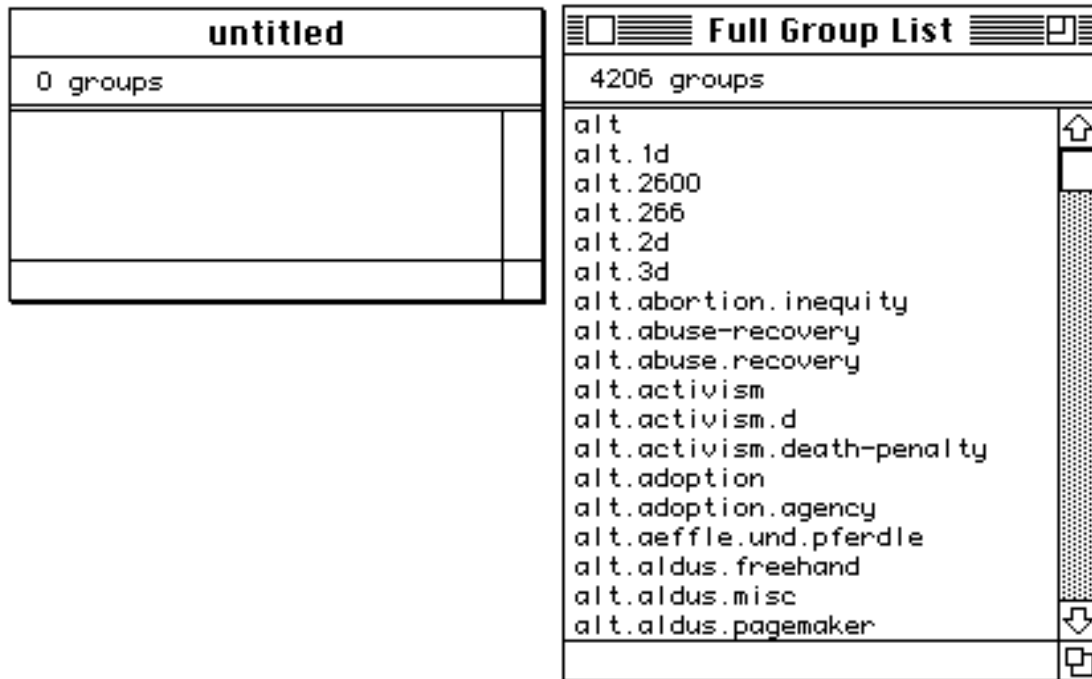 untitled
0 groups
Full Group List
4206 groups
alt
alt.1d
alt.2600
alt.266
alt.2d
alt.3d
alt.abortion.inequity
alt.abuse-recovery
alt.abuse.recovery
alt.activism
alt.activism.d
alt.activism.death-penalty
alt.adoption
alt.adoption.agency
alt.aeffle.und.pferdle
alt.aldus.freehand
alt.aldus.misc
alt.aldus.pagemaker